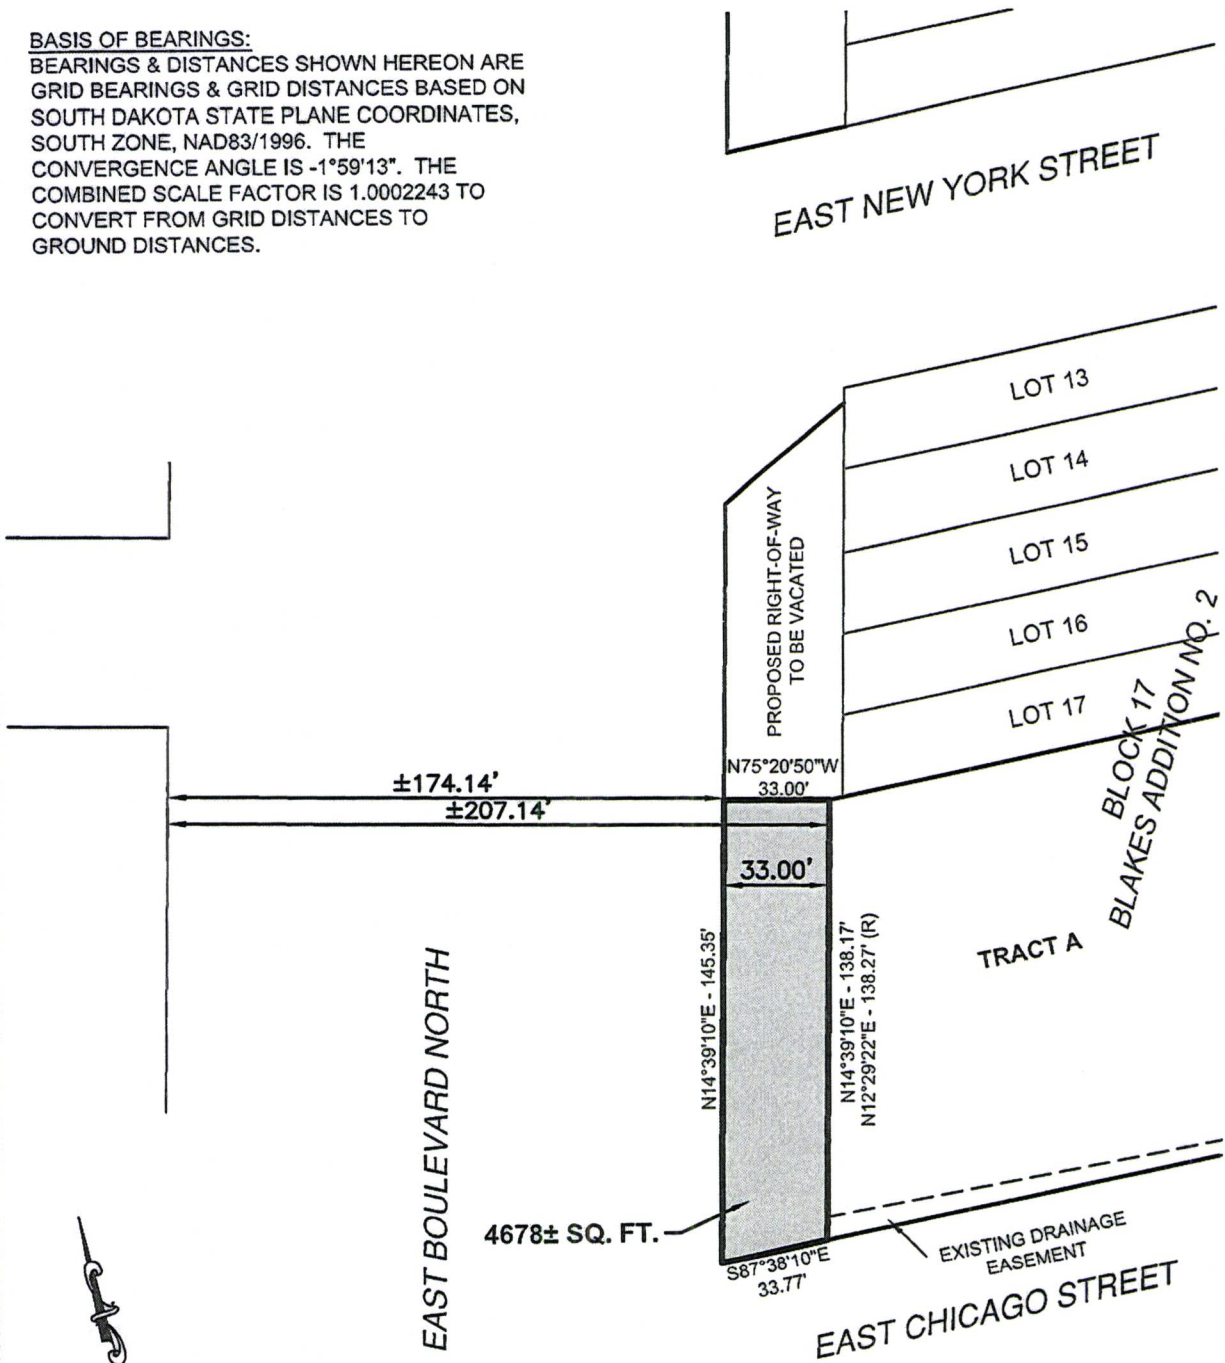 BASIS OF BEARINGS:
BEARINGS & DISTANCES SHOWN HEREON ARE
GRID BEARINGS & GRID DISTANCES BASED ON
SOUTH DAKOTA STATE PLANE COORDINATES,
SOUTH ZONE, NAD83/1996. THE
CONVERGENCE ANGLE IS -1°59'13". THE
COMBINED SCALE FACTOR IS 1.0002243 TO
CONVERT FROM GRID DISTANCES TO
GROUND DISTANCES.
EAST NEW YORK STREET
LOT 13
LOT 14
LOT 15
LOT 16
LOT 17
PROPOSED RIGHT-OF-WAY
TO BE VACATED
BLOCK 17
BLAKES ADDITION NO. 2
N75°20'50"W
33.00'
±174.14'
±207.14'
33.00'
N14°39'10"E - 145.35'
N14°39'10"E - 138.17'
N12°29'22"E - 138.27' (R)
TRACT A
EAST BOULEVARD NORTH
4678± SQ. FT.
S87°38'10"E
33.77'
EXISTING DRAINAGE
EASEMENT
EAST CHICAGO STREET